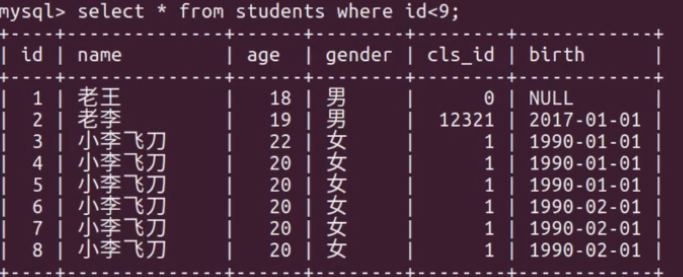 mysql> select * from students where id<9;
+----+--------------+------+--------+--------+------------+
| id | name | age | gender | cls_id | birth |
+----+--------------+------+--------+--------+------------+
| 1 | 老王 | 18 | 男 | 0 | NULL |
| 2 | 老李 | 19 | 男 | 12321 | 2017-01-01 |
| 3 | 小李飞刀 | 22 | 女 | 1 | 1990-01-01 |
| 4 | 小李飞刀 | 20 | 女 | 1 | 1990-01-01 |
| 5 | 小李飞刀 | 20 | 女 | 1 | 1990-01-01 |
| 6 | 小李飞刀 | 20 | 女 | 1 | 1990-02-01 |
| 7 | 小李飞刀 | 20 | 女 | 1 | 1990-02-01 |
| 8 | 小李飞刀 | 20 | 女 | 1 | 1990-02-01 |
+----+--------------+------+--------+--------+------------+